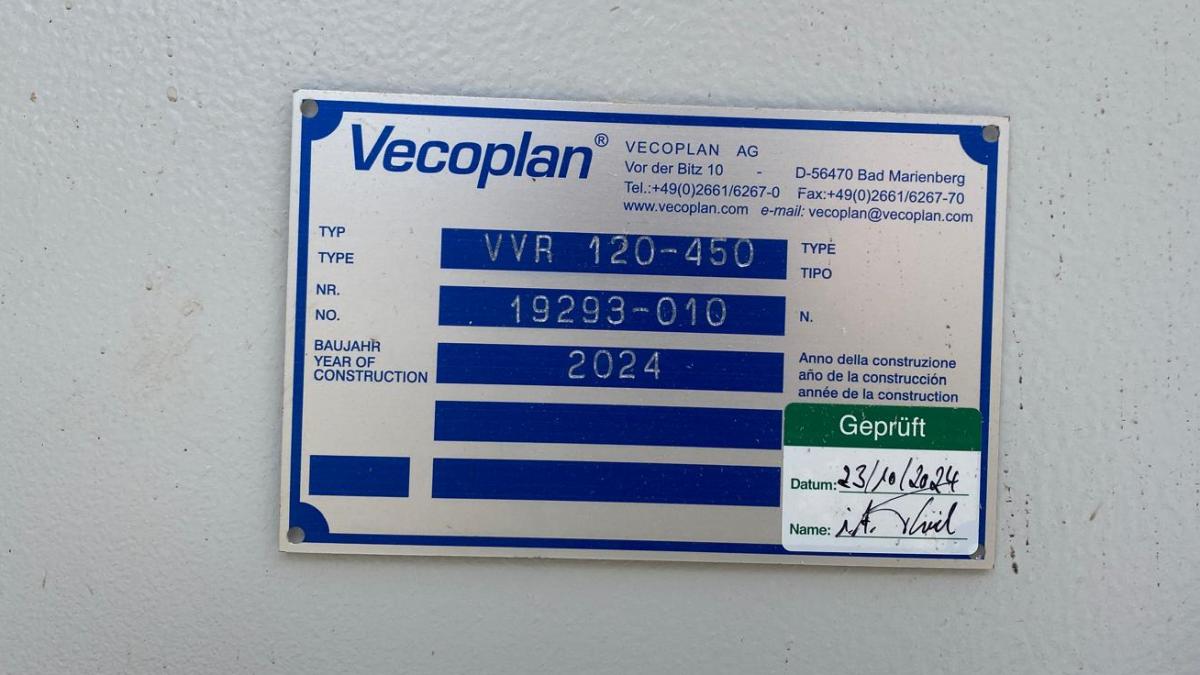 Vecoplan®
VECOPLAN AG
Vor der Bitz 10 - D-56470 Bad Marienberg
Tel.:+49(0)2661/6267-0 Fax:+49(0)2661/6267-70
www.vecoplan.com e-mail: vecoplan@vecoplan.com
TYP
TYPE
VVR 120-450
TYPE
TIPO
NR.
NO.
19293-010
N.
BAUJAHR
YEAR OF
CONSTRUCTION
2024
Anno della construzione
año de la construcción
année de la construction
Geprüft
Datum: 23/10/2024
Name: i.A.